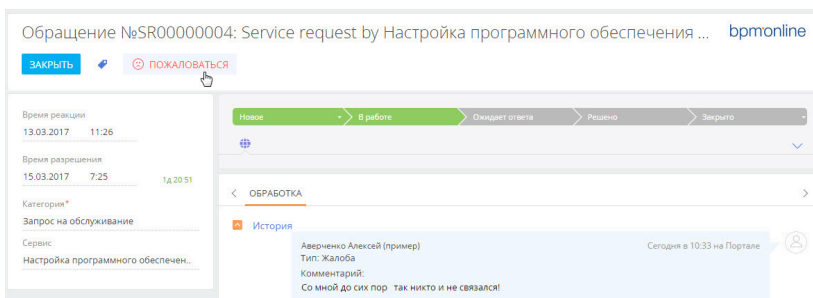 Обращение №SR00000004: Service request by Настройка программного обеспечения ...
bpmonline
ЗАКРЫТЬ
ПОЖАЛОВАТЬСЯ
Время реакции
13.03.2017 11:26
Время разрешения
15.03.2017 7:25 1д 20:51
Категория*
Запрос на обслуживание
Сервис
Настройка программного обеспечен...
Новое В работе Ожидает ответа Решено Закрыто
ОБРАБОТКА
История
Аверченко Алексей (пример) Сегодня в 10:33 на Портале
Тип: Жалоба
Комментарий:
Со мной до сих пор так никто и не связался!